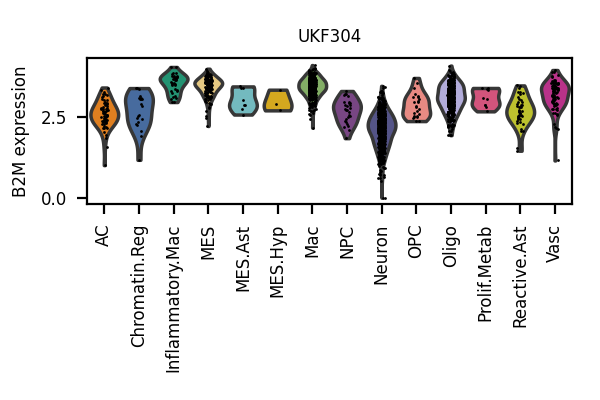 UKF304
B2M expression
2.5
0.0
AC
Chromatin.Reg
Inflammatory.Mac
MES
MES.Ast
MES.Hyp
Mac
NPC
Neuron
OPC
Oligo
Prolif.Metab
Reactive.Ast
Vasc